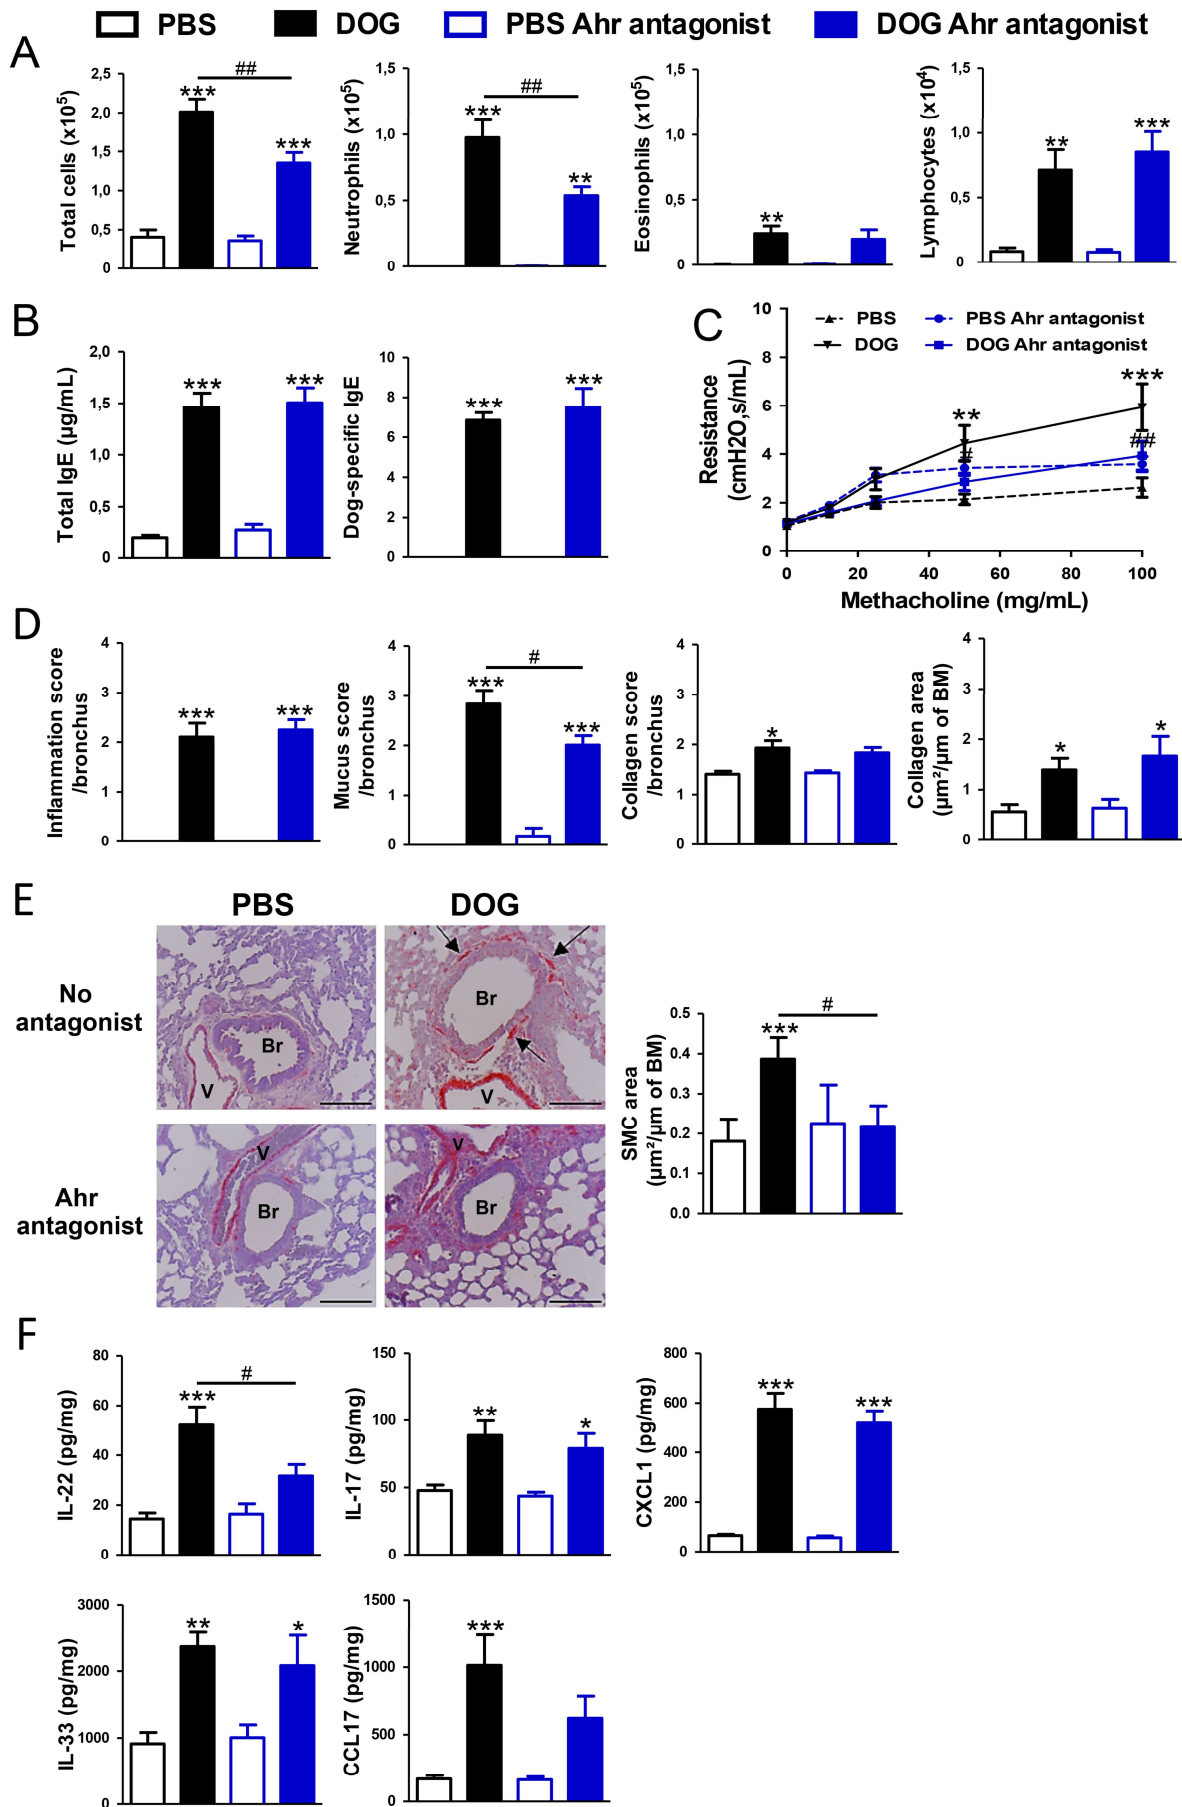 PBS DOG PBS Ahr antagonist DOG Ahr antagonist
A
Total cells (x10⁵)
2,5
2,0
1,5
1,0
0,5
0
***
##
***
Neutrophils (x10⁵)
1,5
1,0
0,5
0
***
##
**
Eosinophils (x10⁵)
1,5
1,0
0,5
0
**
Lymphocytes (x10⁴)
1,5
1,0
0,5
0
**
***
B
Total IgE (µg/mL)
2,0
1,5
1,0
0,5
0
***
***
Dog-specific IgE
10
8
6
4
2
0
***
***
C
Resistance
(cmH2O,s/mL)
10
8
6
4
2
0
PBS PBS Ahr antagonist
DOG DOG Ahr antagonist
**
#
***
##
0 20 40 60 80 100
Methacholine (mg/mL)
D
Inflammation score
/bronchus
4
3
2
1
0
***
***
Mucus score
/bronchus
4
3
2
1
0
***
#
***
Collagen score
/bronchus
4
3
2
1
0
*
Collagen area
(µm²/µm of BM)
4
3
2
1
0
*
*
E
PBS DOG
No
antagonist
Br
V
Br
V
Ahr
antagonist
V
Br
V
Br
SMC area
(µm²/µm of BM)
0.5
0.4
0.3
0.2
0.1
0.0
***
#
F
IL-22 (pg/mg)
80
60
40
20
0
***
#
IL-17 (pg/mg)
150
100
50
0
**
*
CXCL1 (pg/mg)
800
600
400
200
0
***
***
IL-33 (pg/mg)
3000
2000
1000
0
**
*
CCL17 (pg/mg)
1500
1000
500
0
***